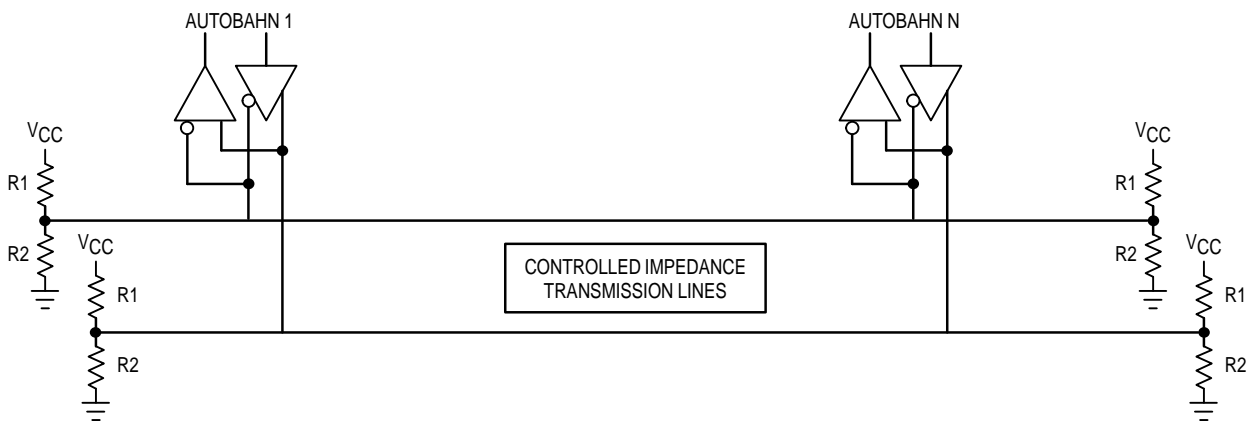 AUTOBAHN 1
AUTOBAHN N
VCC
R1
R2
VCC
R1
R2
CONTROLLED IMPEDANCE
TRANSMISSION LINES
VCC
R1
R2
VCC
R1
R2